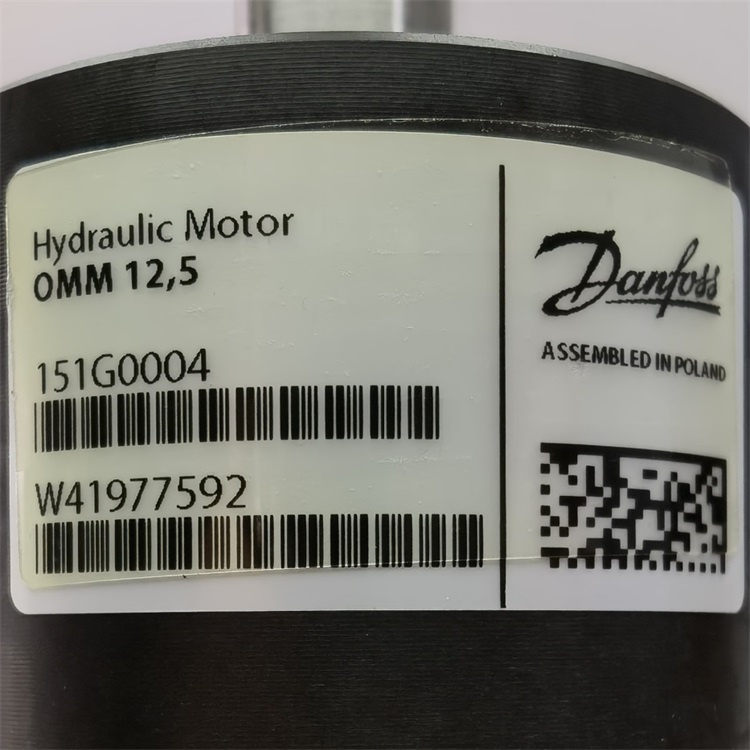 Hydraulic Motor
OMM 12,5
151G0004
W41977592
Danfoss
ASSEMBLED IN POLAND